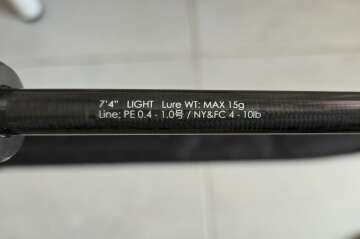 7'4" LIGHT Lure WT: MAX 15g
Line; PE 0.4 - 1.0号 / NY&FC 4 - 10lb